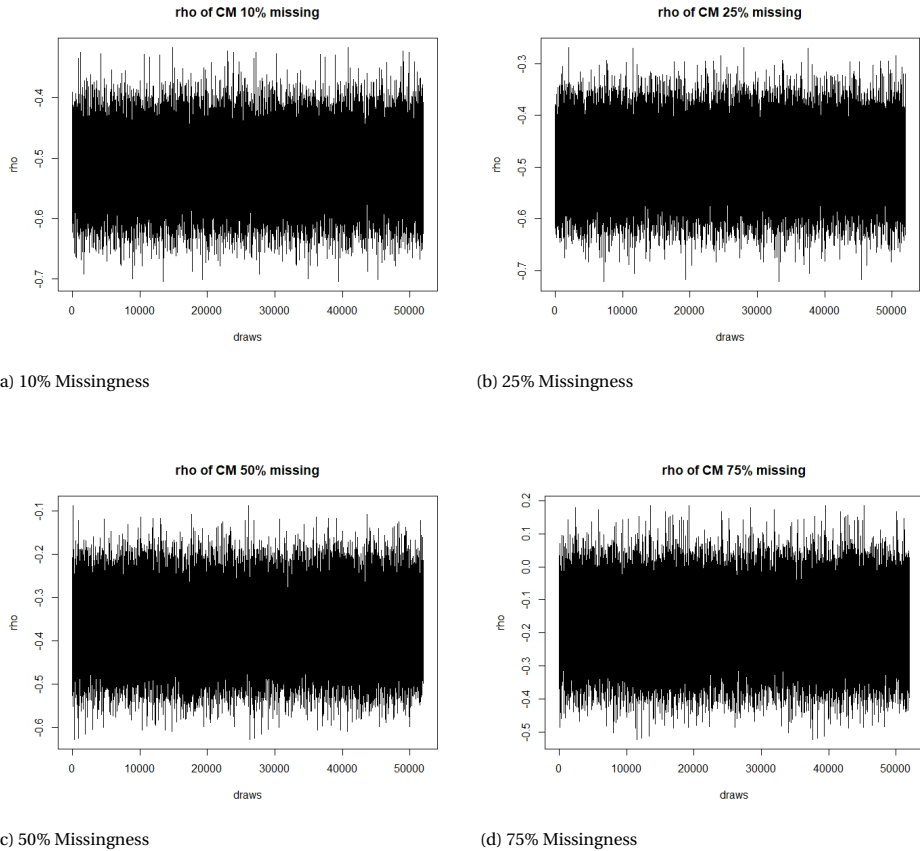 rho of CM 10% missing
-0.4
-0.5
-0.6
-0.7
rho
0 10000 20000 30000 40000 50000
draws
a) 10% Missingness
rho of CM 25% missing
-0.3
-0.4
-0.5
-0.6
-0.7
rho
0 10000 20000 30000 40000 50000
draws
(b) 25% Missingness
rho of CM 50% missing
-0.1
-0.2
-0.3
-0.4
-0.5
-0.6
rho
0 10000 20000 30000 40000 50000
draws
c) 50% Missingness
rho of CM 75% missing
0.2
0.1
0.0
-0.1
-0.2
-0.3
-0.4
-0.5
rho
0 10000 20000 30000 40000 50000
draws
(d) 75% Missingness